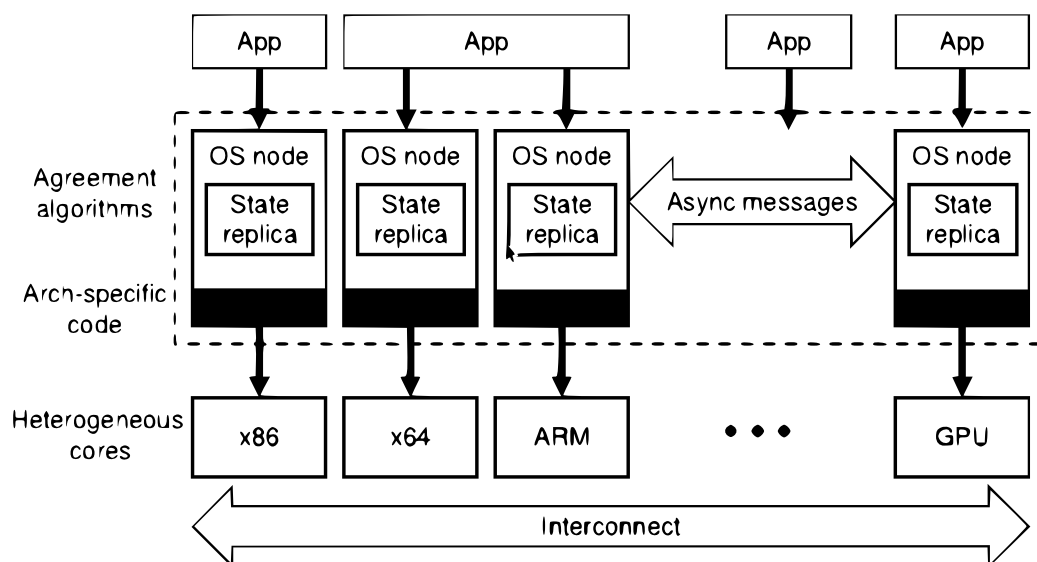 App
App
App
App
OS node
OS node
OS node
OS node
Agreement
algorithms
State
replica
State
replica
State
replica
Async messages
State
replica
Arch-specific
code
Heterogeneous
cores
x86
x64
ARM
GPU
Interconnect